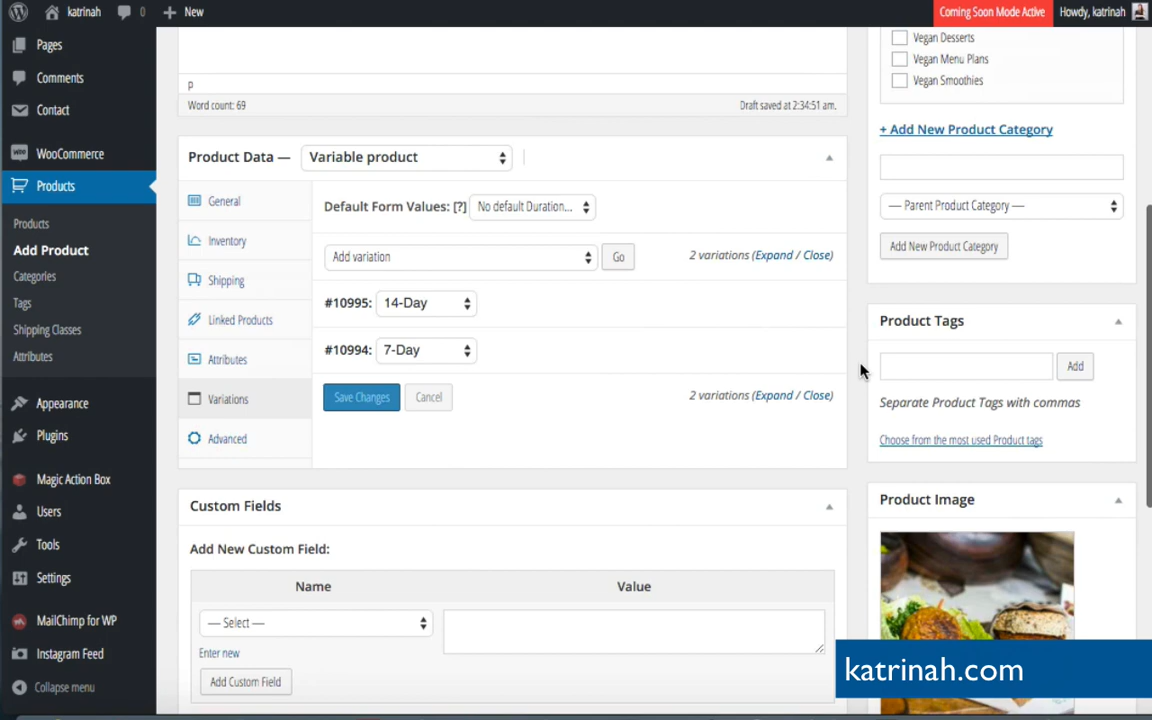 katrinah
0
New
Coming Soon Mode Active
Howdy, katrinah
Pages
Comments
Contact
WooCommerce
Products
Products
Add Product
Categories
Tags
Shipping Classes
Attributes
Appearance
Plugins
Magic Action Box
Users
Tools
Settings
MailChimp for WP
Instagram Feed
Collapse menu
P
Word count: 69
Draft saved at 2:34:51 am.
Product Data — Variable product
General
Inventory
Shipping
Linked Products
Attributes
Variations
Advanced
Default Form Values: [?] No default Duration...
Add variation Go 2 variations (Expand / Close)
#10995: 14-Day
#10994: 7-Day
Save Changes Cancel 2 variations (Expand / Close)
Custom Fields
Add New Custom Field:
Name Value
— Select —
Enter new
Add Custom Field
Vegan Desserts
Vegan Menu Plans
Vegan Smoothies
+ Add New Product Category
— Parent Product Category —
Add New Product Category
Product Tags
Add
Separate Product Tags with commas
Choose from the most used Product tags
Product Image
katrinah.com